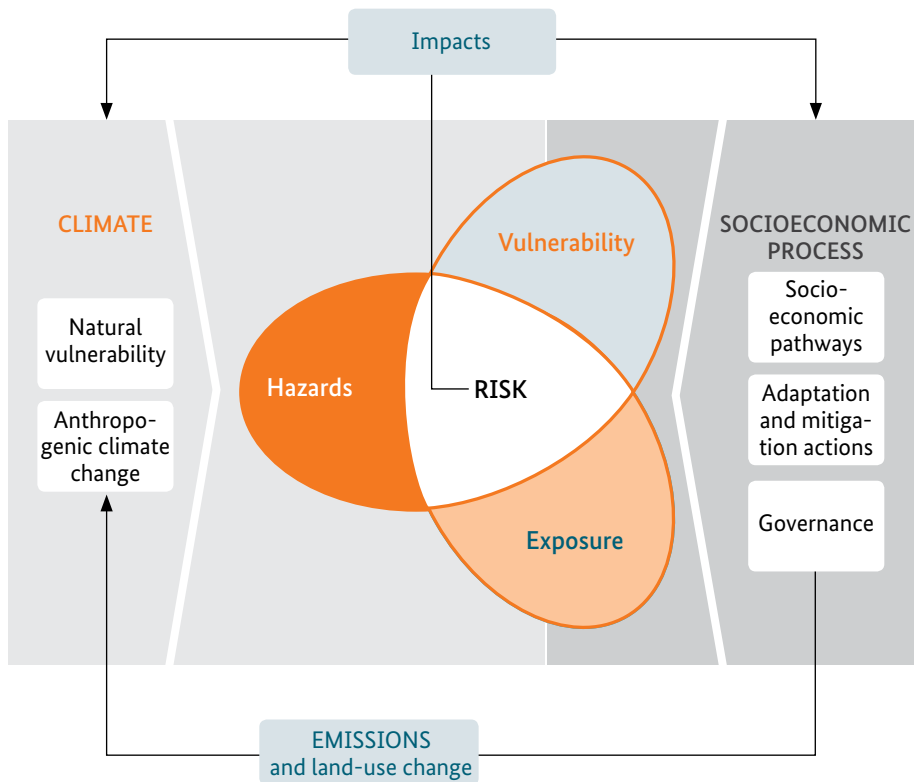 Impacts
CLIMATE
Natural
vulnerability
Anthropo-
genic climate
change
Vulnerability
Hazards
RISK
Exposure
SOCIOECONOMIC
PROCESS
Socio-
economic
pathways
Adaptation
and mitiga-
tion actions
Governance
EMISSIONS
and land-use change